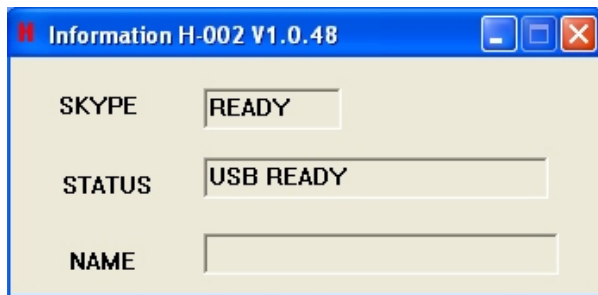 H Information H-002 V1.0.48
SKYPE READY
STATUS USB READY
NAME